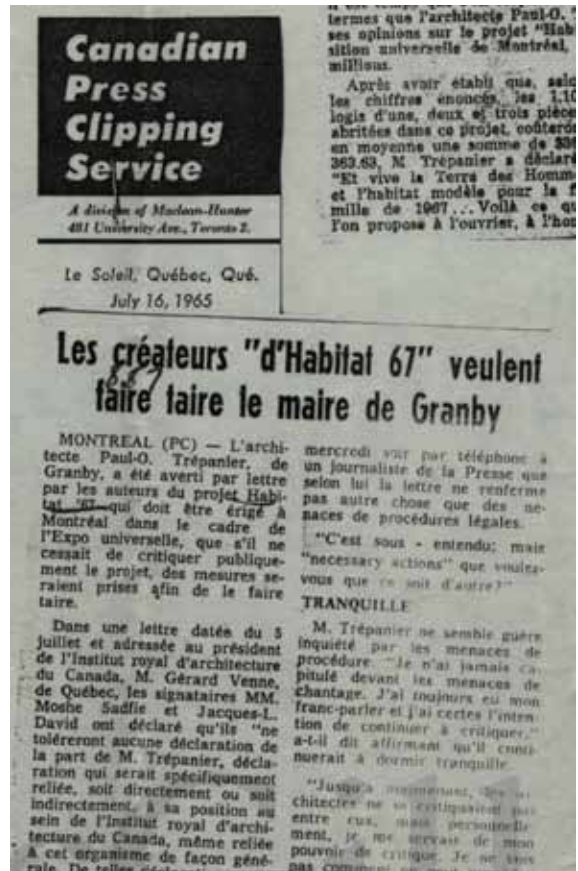 Canadian
Press
Clipping
Service
A division of Maclean-Hunter
481 University Ave., Toronto 2.
Le Soleil, Québec, Qué.
July 16, 1965
termes que l'architecte Paul-O.
ses opinions sur le projet "Habi
sition universelle de Montréal,
millions.
Après avoir établi que, selo
les chiffres énoncés, les
logis d'une, deux et trois pièce
abritées dans ce projet, coûteron
en moyenne une somme de
363.63, M. Trépanier a déclaré
"Et vive la Terre des Homm
et l'habitat modèle pour la f
mille de 1967... Voilà ce qu
l'on propose à l'ouvrier, à l'hom
Les créateurs "d'Habitat 67" veulent
faire taire le maire de Granby
MONTREAL (PC) — L'archi-
tecte Paul-O. Trépanier, de
Granby, a été averti par lettre
par les auteurs du projet Habi-
tat '67 qui doit être érigé à
Montréal dans le cadre de
l'Expo universelle, que s'il ne
cessait de critiquer publique-
ment le projet, des mesures se-
raient prises afin de le faire
taire.
Dans une lettre datée du 5
juillet et adressée au président
de l'Institut royal d'architecture
du Canada, M. Gérard Venne,
de Québec, les signataires MM.
Moshe Sadfie et Jacques-L.
David ont déclaré qu'ils "ne
toléreront aucune déclaration de
la part de M. Trépanier, décla-
ration qui serait spécifiquement
reliée, soit directement ou soit
indirectement, à sa position au
sein de l'Institut royal d'archi-
tecture du Canada, même reliée
à cet organisme de façon géné-
rale. De telles
mercredi soir par téléphone à
un journaliste de la Presse que
selon lui la lettre ne renferme
pas autre chose que des me-
naces de procédures légales.
"C'est sous - entendu; mais
"necessary actions" que voulez-
vous que ce soit d'autre?"
TRANQUILLE
M. Trépanier ne semble guère
inquiété par les menaces de
procédure. "Je n'ai jamais ca-
pitulé devant les menaces de
chantage. J'ai toujours eu mon
franc-parler et j'ai certes l'inten-
tion de continuer à critiquer,"
a-t-il dit affirmant qu'il conti-
nuerait à dormir tranquille.
"Jusqu'à maintenant, les ar-
chitectes ne se critiquaient pas
entre eux, mais personnelle-
ment, je me servais de mon
pouvoir de critique. Je ne suis
pas